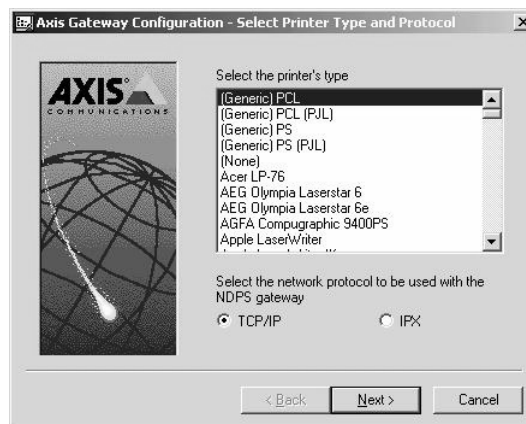 Axis Gateway Configuration - Select Printer Type and Protocol
AXIS
COMMUNICATIONS
Select the printer's type
(Generic) PCL
(Generic) PCL (PJL)
(Generic) PS
(Generic) PS (PJL)
(None)
Acer LP-76
AEG Olympia Laserstar 6
AEG Olympia Laserstar 6e
AGFA Compugraphic 9400PS
Apple LaserWriter
Select the network protocol to be used with the
NDPS gateway
TCP/IP IPX
< Back Next > Cancel